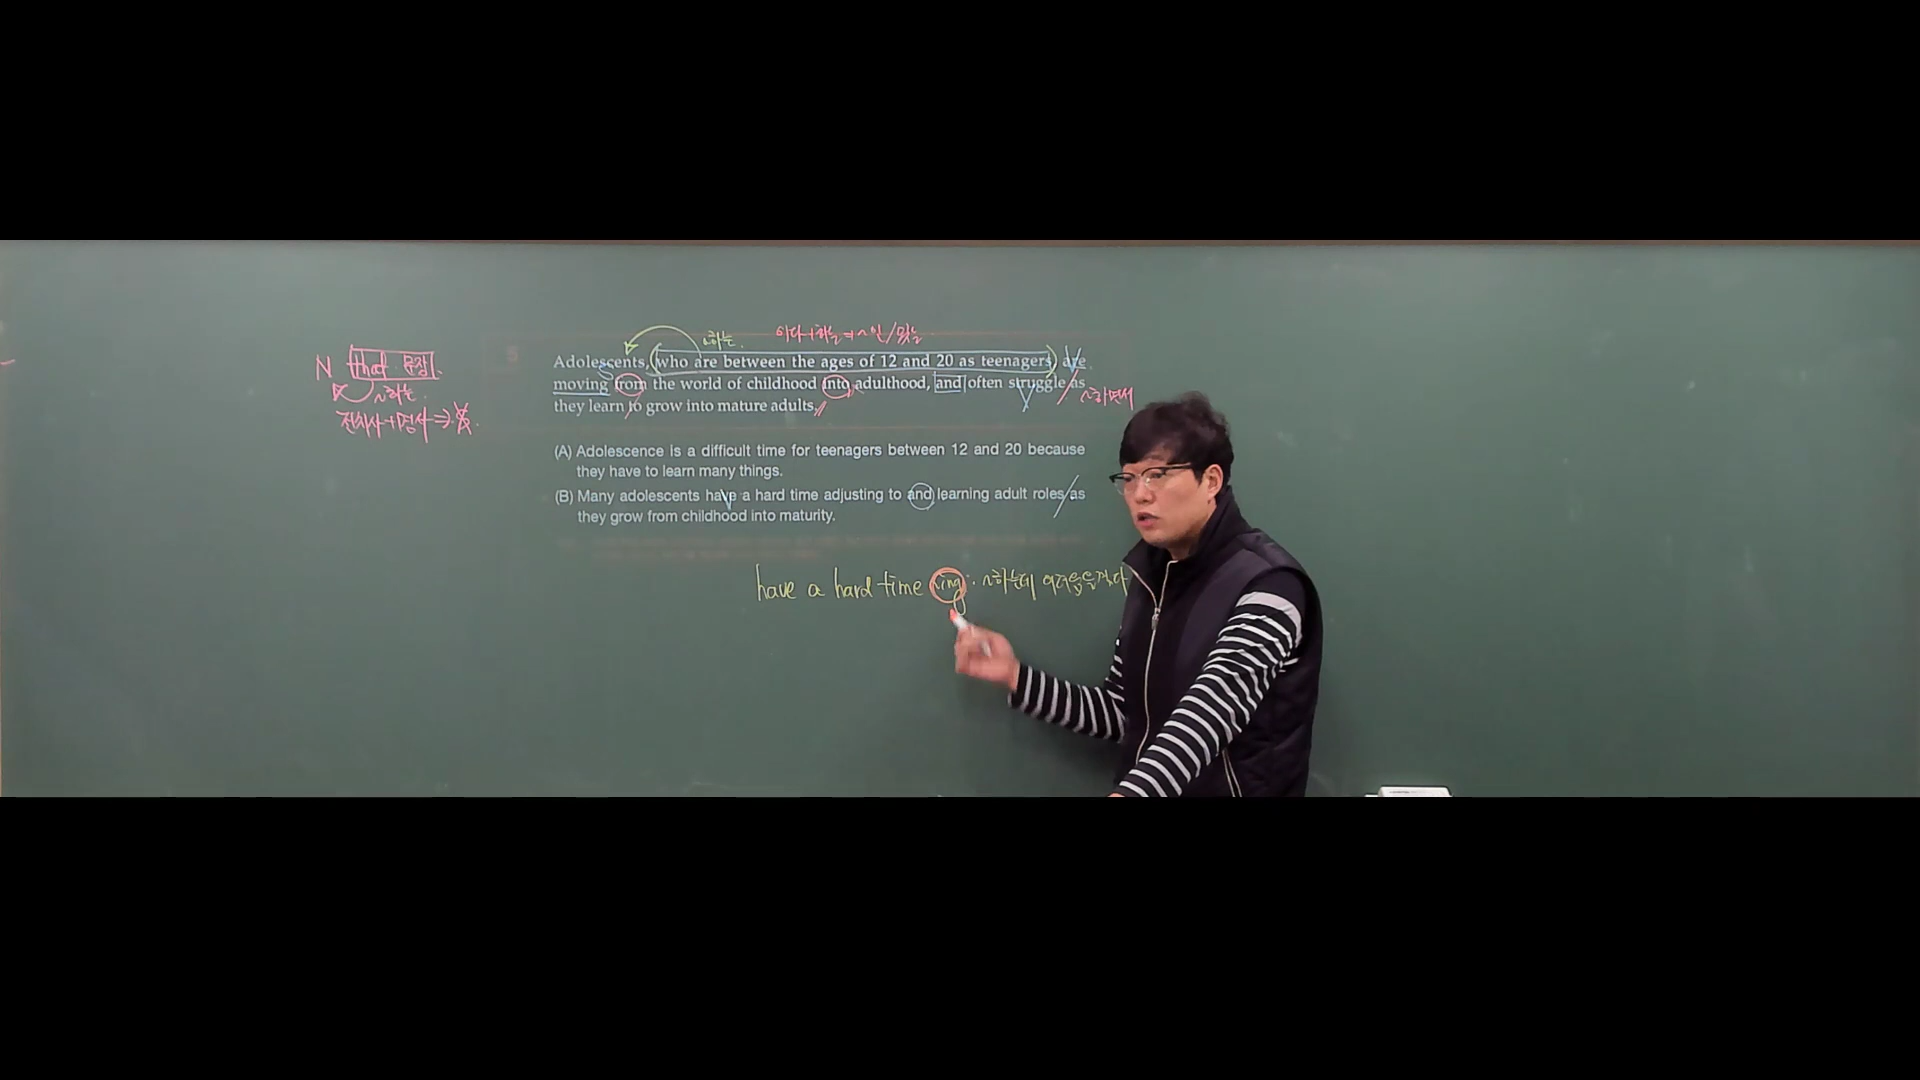 ~하는 이다+하는 ⇒ ~인/있는
Adolescents, (who are between the ages of 12 and 20 as teenagers) are
moving from the world of childhood into adulthood, and often struggle as
they learn to grow into mature adults.
~하면서
N that 문장.
~하는.
전치사+명사 ⇒
(A) Adolescence is a difficult time for teenagers between 12 and 20 because
they have to learn many things.
(B) Many adolescents have a hard time adjusting to and learning adult roles as
they grow from childhood into maturity.
have a hard time ~ing: ~하는데 어려움을 겪다